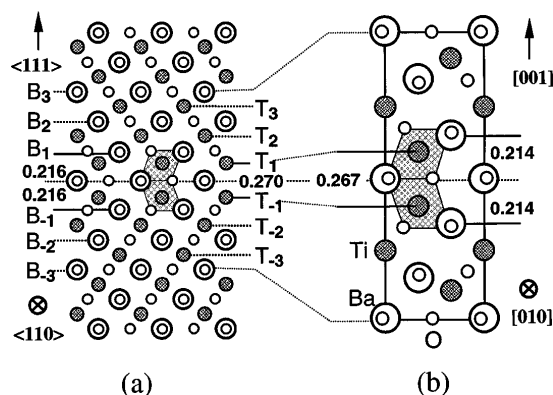 <111>
B3
B2
B1
0.216
0.216
B-1
B-2
B-3
<110>
T3
T2
T1
0.270
T-1
T-2
T-3
(a)
[001]
0.214
0.267
0.214
Ti
Ba
O
[010]
(b)